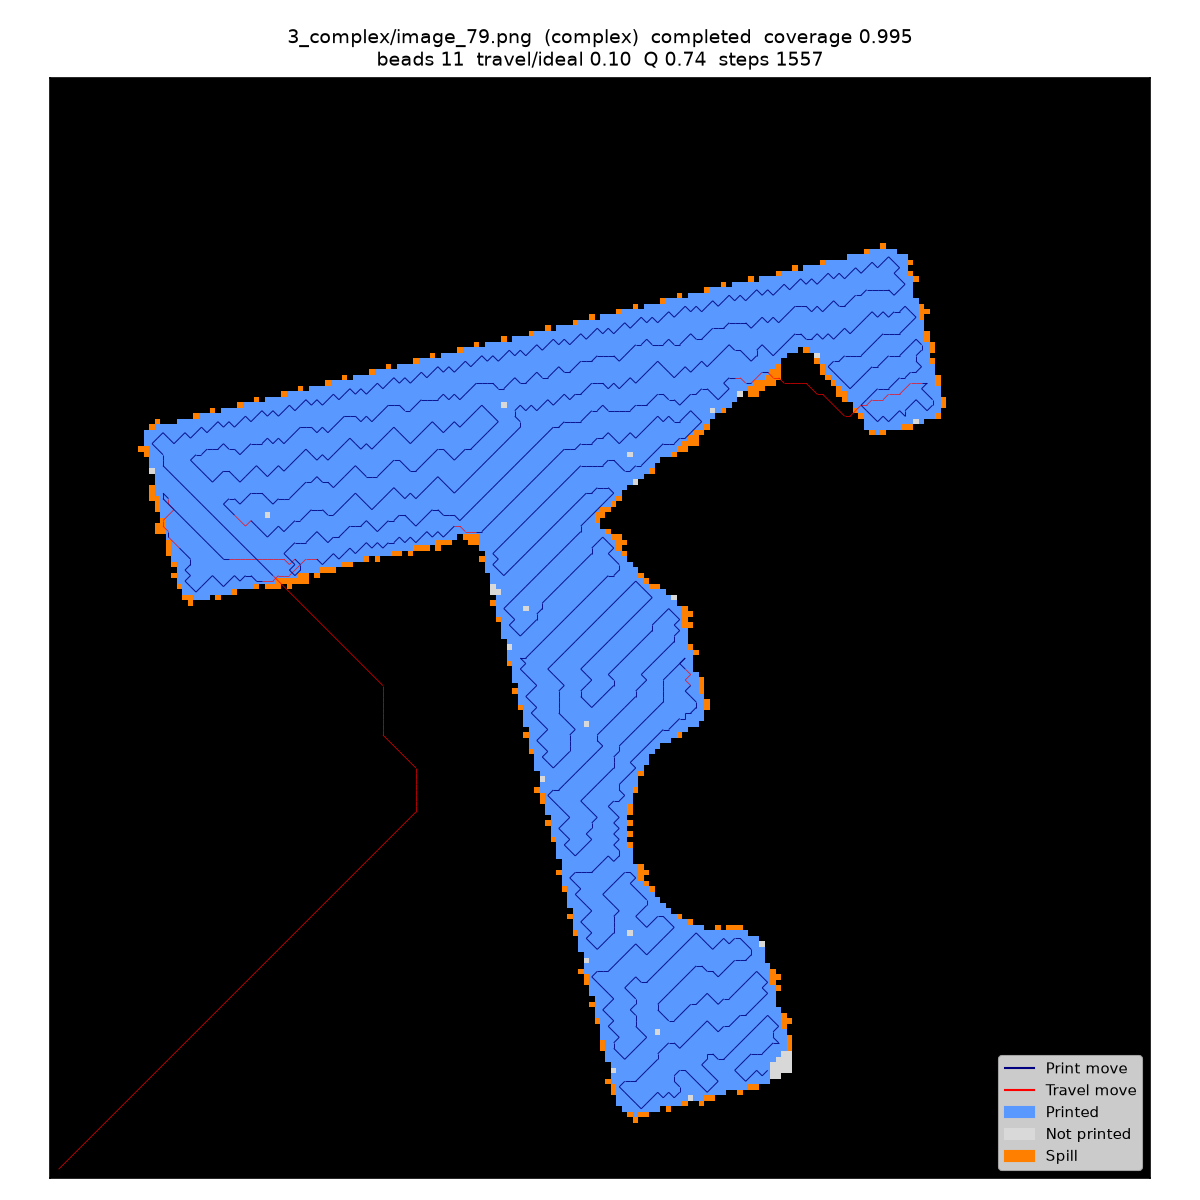 3_complex/image_79.png  (complex)  completed  coverage 0.995
beads 11  travel/ideal 0.10  Q 0.74  steps 1557
Print move
Travel move
Printed
Not printed
Spill